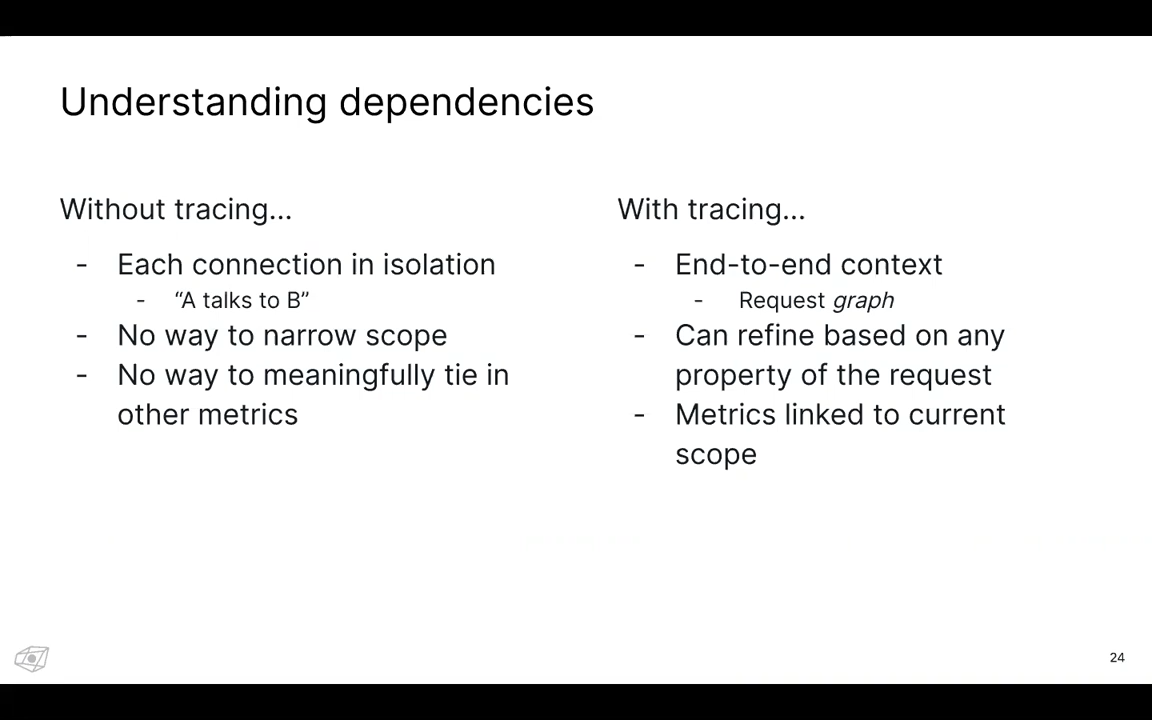 Understanding dependencies
Without tracing...
- Each connection in isolation
- “A talks to B”
- No way to narrow scope
- No way to meaningfully tie in
other metrics
With tracing...
- End-to-end context
- Request graph
- Can refine based on any
property of the request
- Metrics linked to current
scope
24